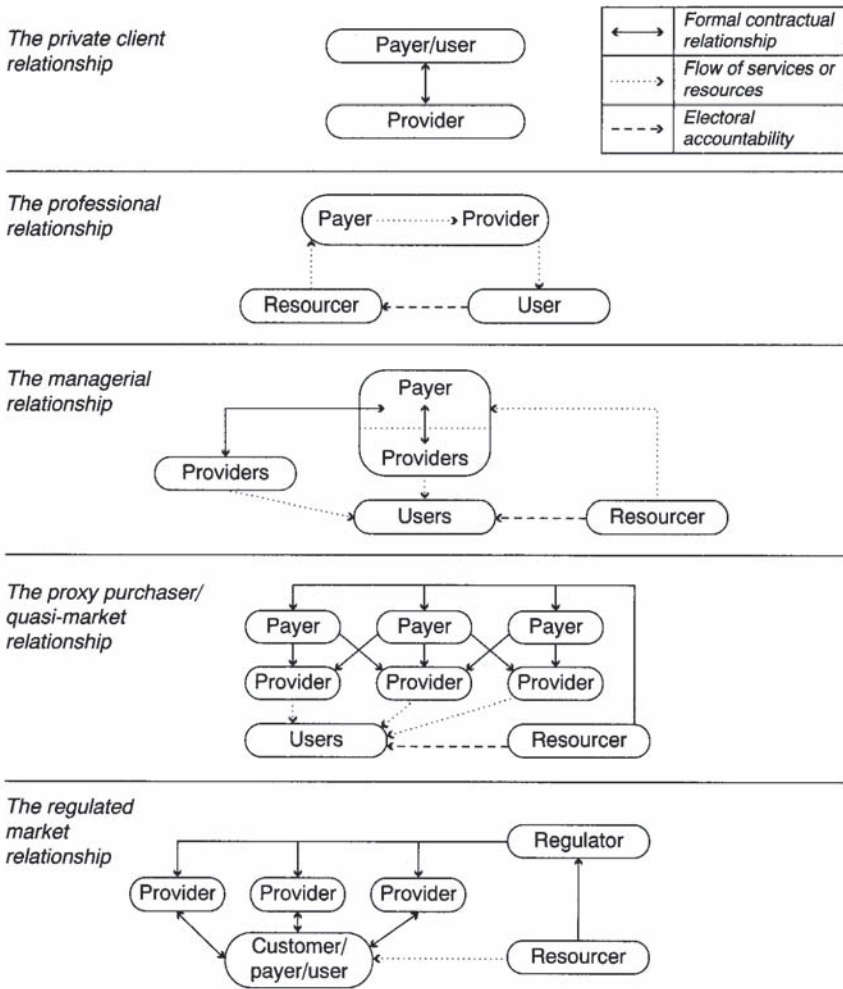 The private client
relationship
Payer/user
Provider
Formal contractual
relationship
Flow of services or
resources
Electoral
accountability
The professional
relationship
Payer
Provider
Resourcer
User
The managerial
relationship
Payer
Providers
Providers
Users
Resourcer
The proxy purchaser/
quasi-market
relationship
Payer
Payer
Payer
Provider
Provider
Provider
Users
Resourcer
The regulated
market
relationship
Regulator
Provider
Provider
Provider
Customer/
payer/user
Resourcer